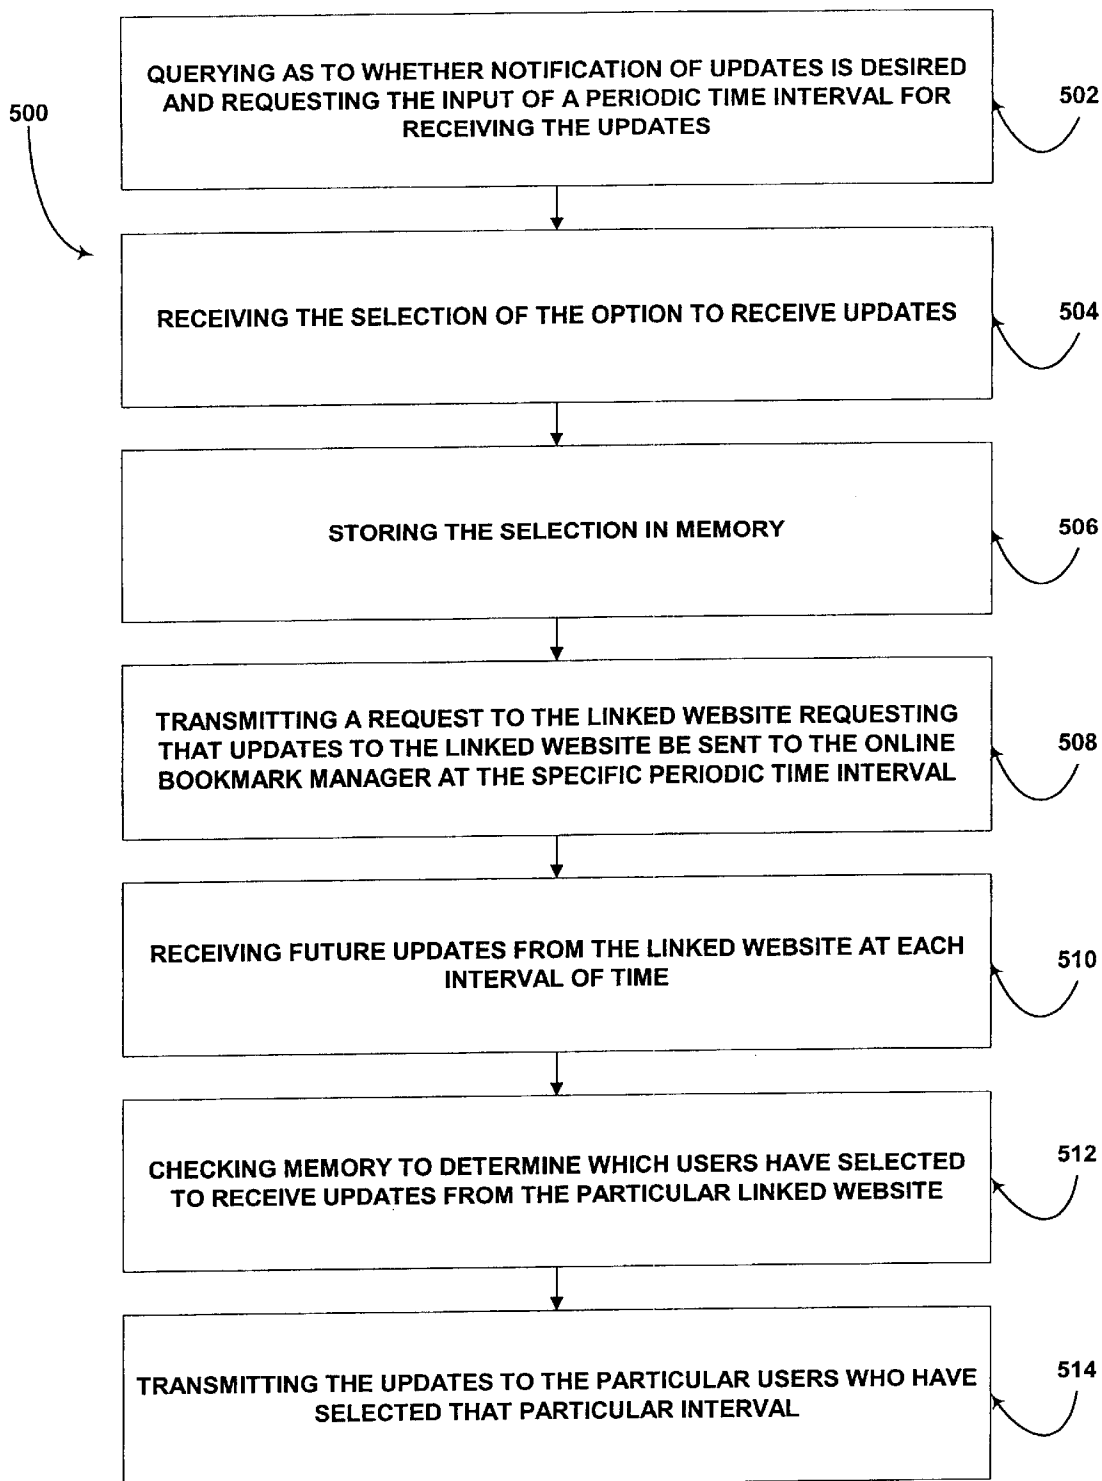 500
QUERYING AS TO WHETHER NOTIFICATION OF UPDATES IS DESIRED
AND REQUESTING THE INPUT OF A PERIODIC TIME INTERVAL FOR
RECEIVING THE UPDATES
502
RECEIVING THE SELECTION OF THE OPTION TO RECEIVE UPDATES
504
STORING THE SELECTION IN MEMORY
506
TRANSMITTING A REQUEST TO THE LINKED WEBSITE REQUESTING
THAT UPDATES TO THE LINKED WEBSITE BE SENT TO THE ONLINE
BOOKMARK MANAGER AT THE SPECIFIC PERIODIC TIME INTERVAL
508
RECEIVING FUTURE UPDATES FROM THE LINKED WEBSITE AT EACH
INTERVAL OF TIME
510
CHECKING MEMORY TO DETERMINE WHICH USERS HAVE SELECTED
TO RECEIVE UPDATES FROM THE PARTICULAR LINKED WEBSITE
512
TRANSMITTING THE UPDATES TO THE PARTICULAR USERS WHO HAVE
SELECTED THAT PARTICULAR INTERVAL
514